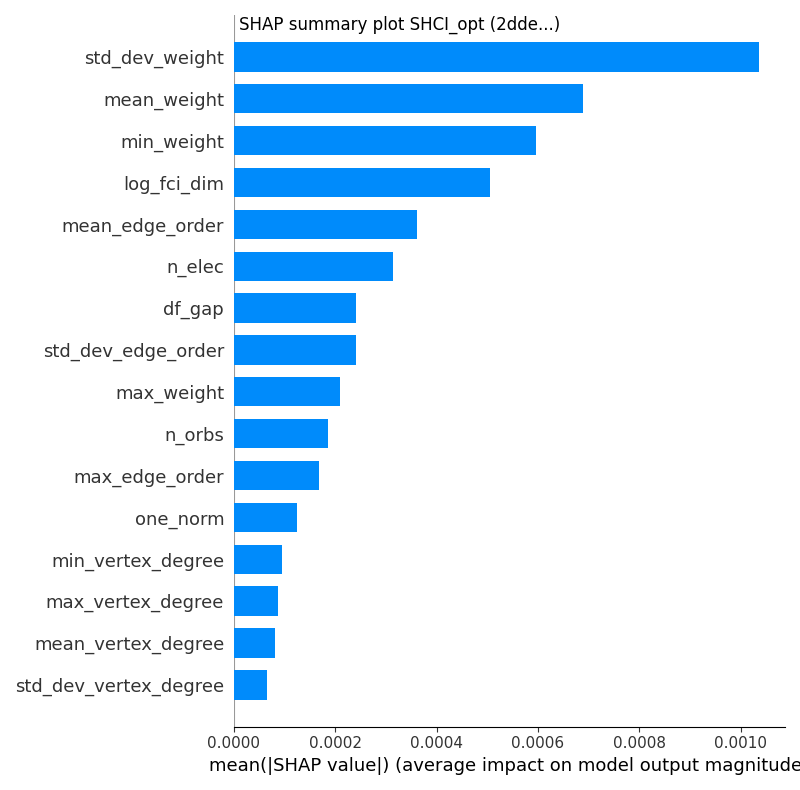 SHAP summary plot SHCI_opt (2dde...)
std_dev_weight
mean_weight
min_weight
log_fci_dim
mean_edge_order
n_elec
df_gap
std_dev_edge_order
max_weight
n_orbs
max_edge_order
one_norm
min_vertex_degree
max_vertex_degree
mean_vertex_degree
std_dev_vertex_degree
0.0000 0.0002 0.0004 0.0006 0.0008 0.0010
mean(|SHAP value|) (average impact on model output magnitude